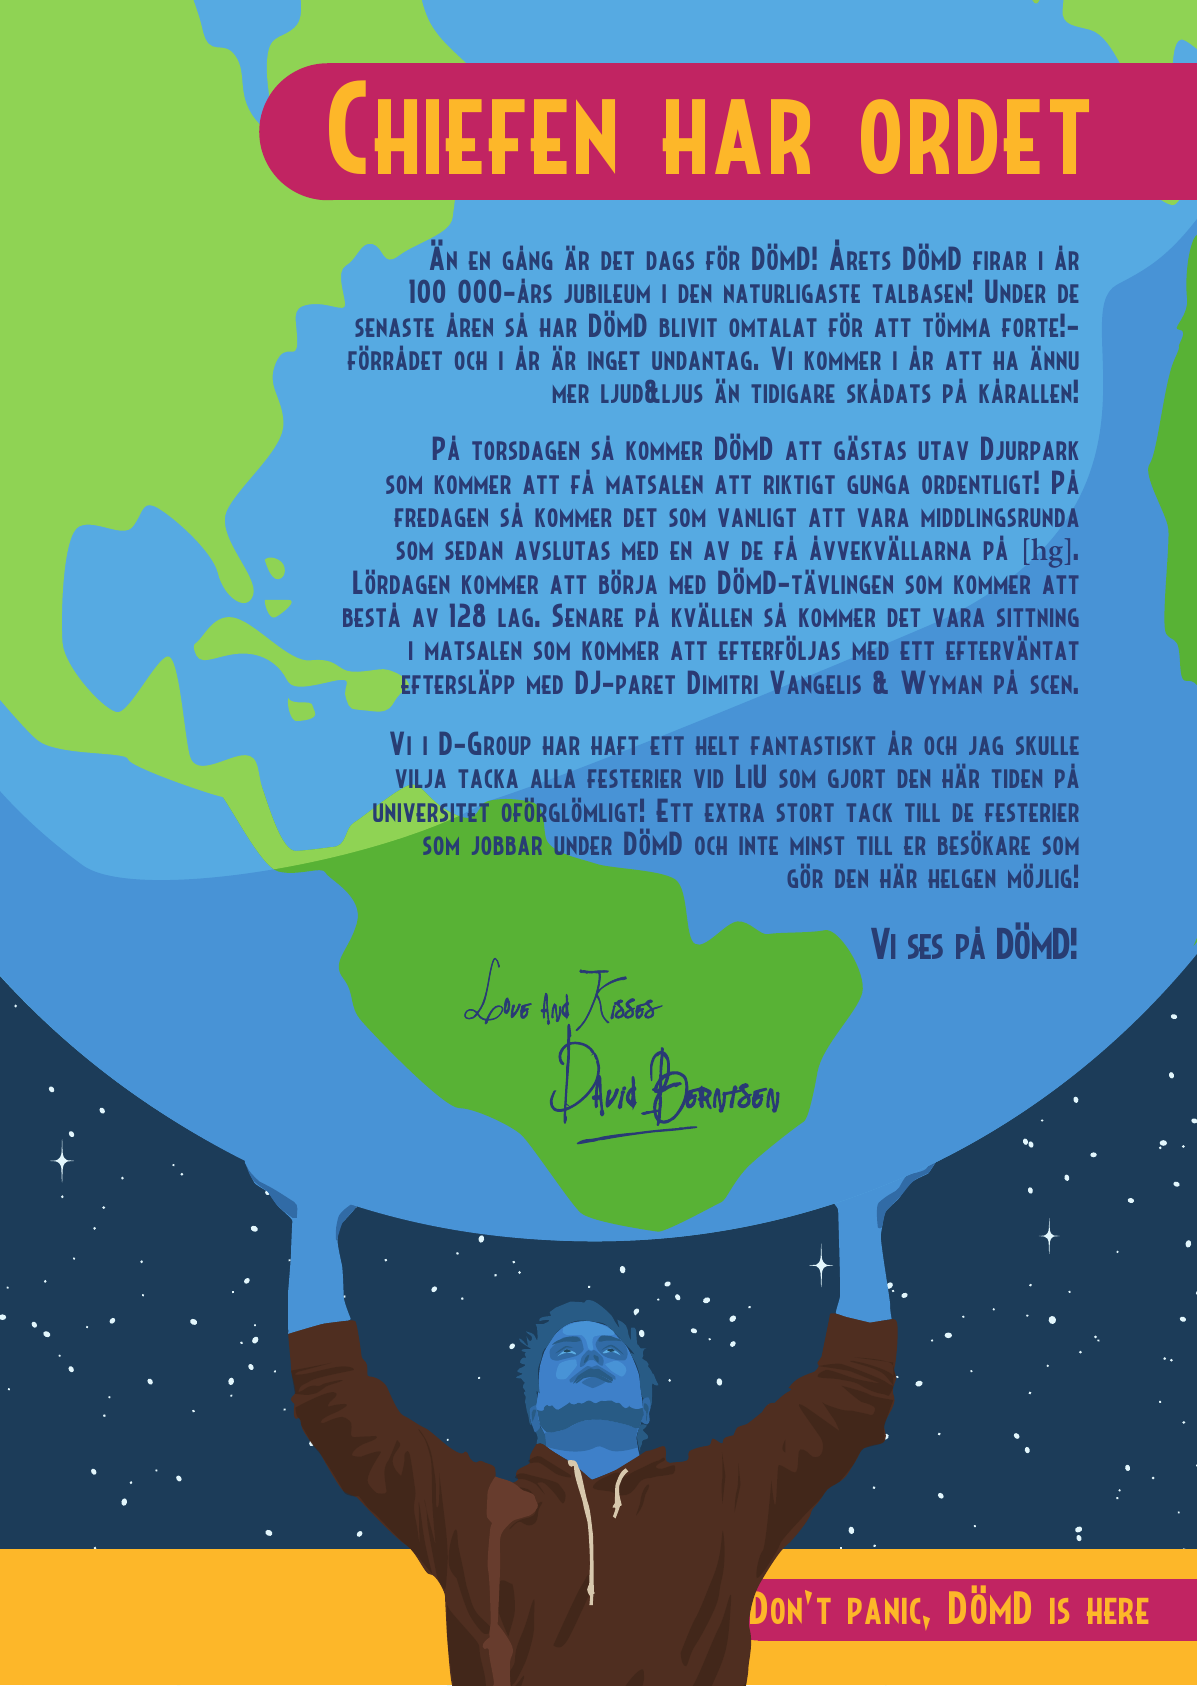 Chiefen har ordet
Än en gång är det dags för DömD! Årets DömD firar i år
100 000-års jubileum i den naturligaste talbasen! Under de
senaste åren så har DömD blivit omtalat för att tömma forte!-
förrådet och i år är inget undantag. Vi kommer i år att ha ännu
mer ljud&ljus än tidigare skådats på kårallen!
På torsdagen så kommer DömD att gästas utav Djurpark
som kommer att få matsalen att riktigt gunga ordentligt! På
fredagen så kommer det som vanligt att vara middlingsrunda
som sedan avslutas med en av de få åvvekvällarna på [hg].
Lördagen kommer att börja med DömD-tävlingen som kommer att
bestå av 128 lag. Senare på kvällen så kommer det vara sittning
i matsalen som kommer att efterföljas med ett efterväntat
eftersläpp med DJ-paret Dimitri Vangelis & Wyman på scen.
Vi i D-Group har haft ett helt fantastiskt år och jag skulle
vilja tacka alla festerier vid LiU som gjort den här tiden på
universitet oförglömligt! Ett extra stort tack till de festerier
som jobbar under DömD och inte minst till er besökare som
gör den här helgen möjlig!
Vi ses på DÖMD!
Love and Kisses
David Berntsen
Don't panic, DömD is here